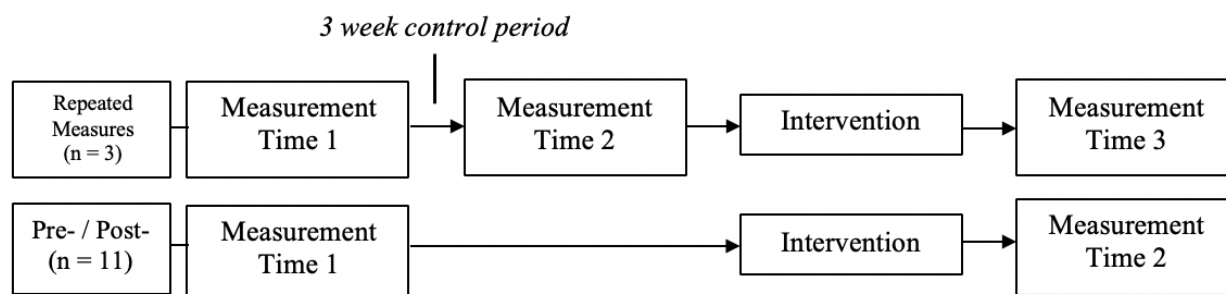 3 week control period
Repeated
Measures
(n = 3)
Measurement
Time 1
Measurement
Time 2
Intervention
Measurement
Time 3
Pre- / Post-
(n = 11)
Measurement
Time 1
Intervention
Measurement
Time 2